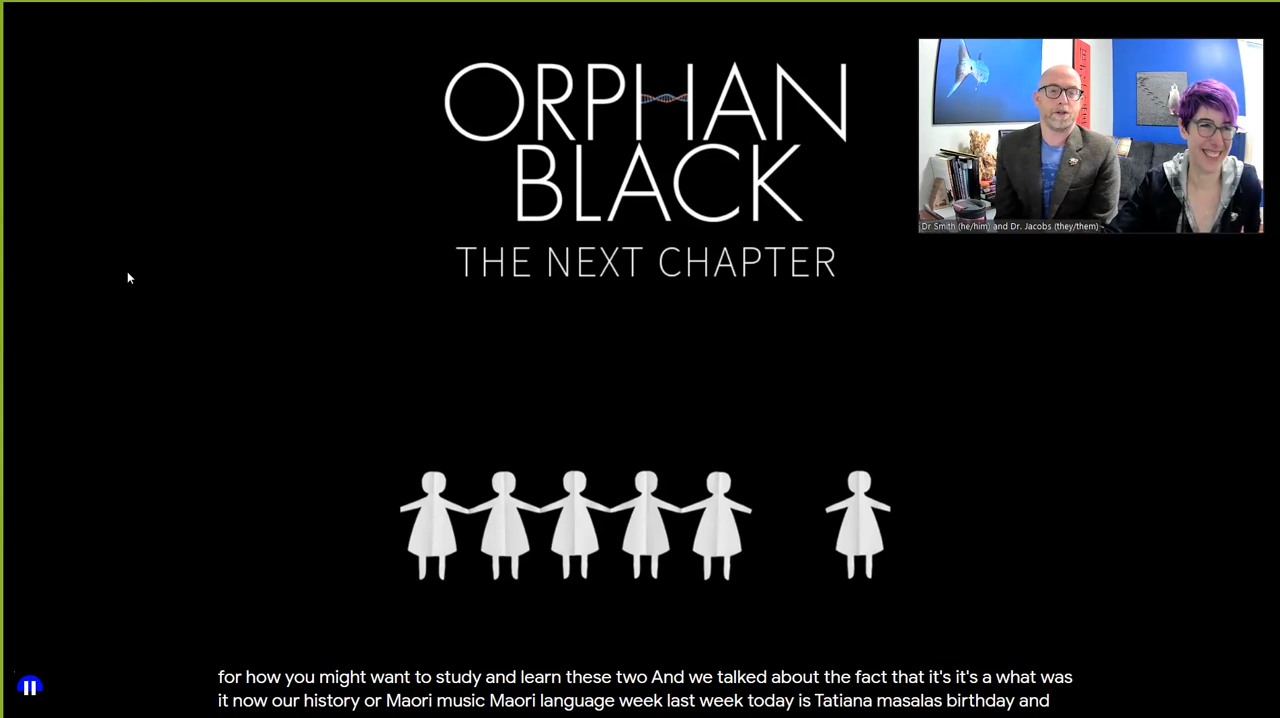 ORPHAN
BLACK
THE NEXT CHAPTER
Dr Smith (he/him) and Dr. Jacobs (they/them)
for how you might want to study and learn these two And we talked about the fact that it's it's a what was
it now our history or Maori music Maori language week last week today is Tatiana masalas birthday and